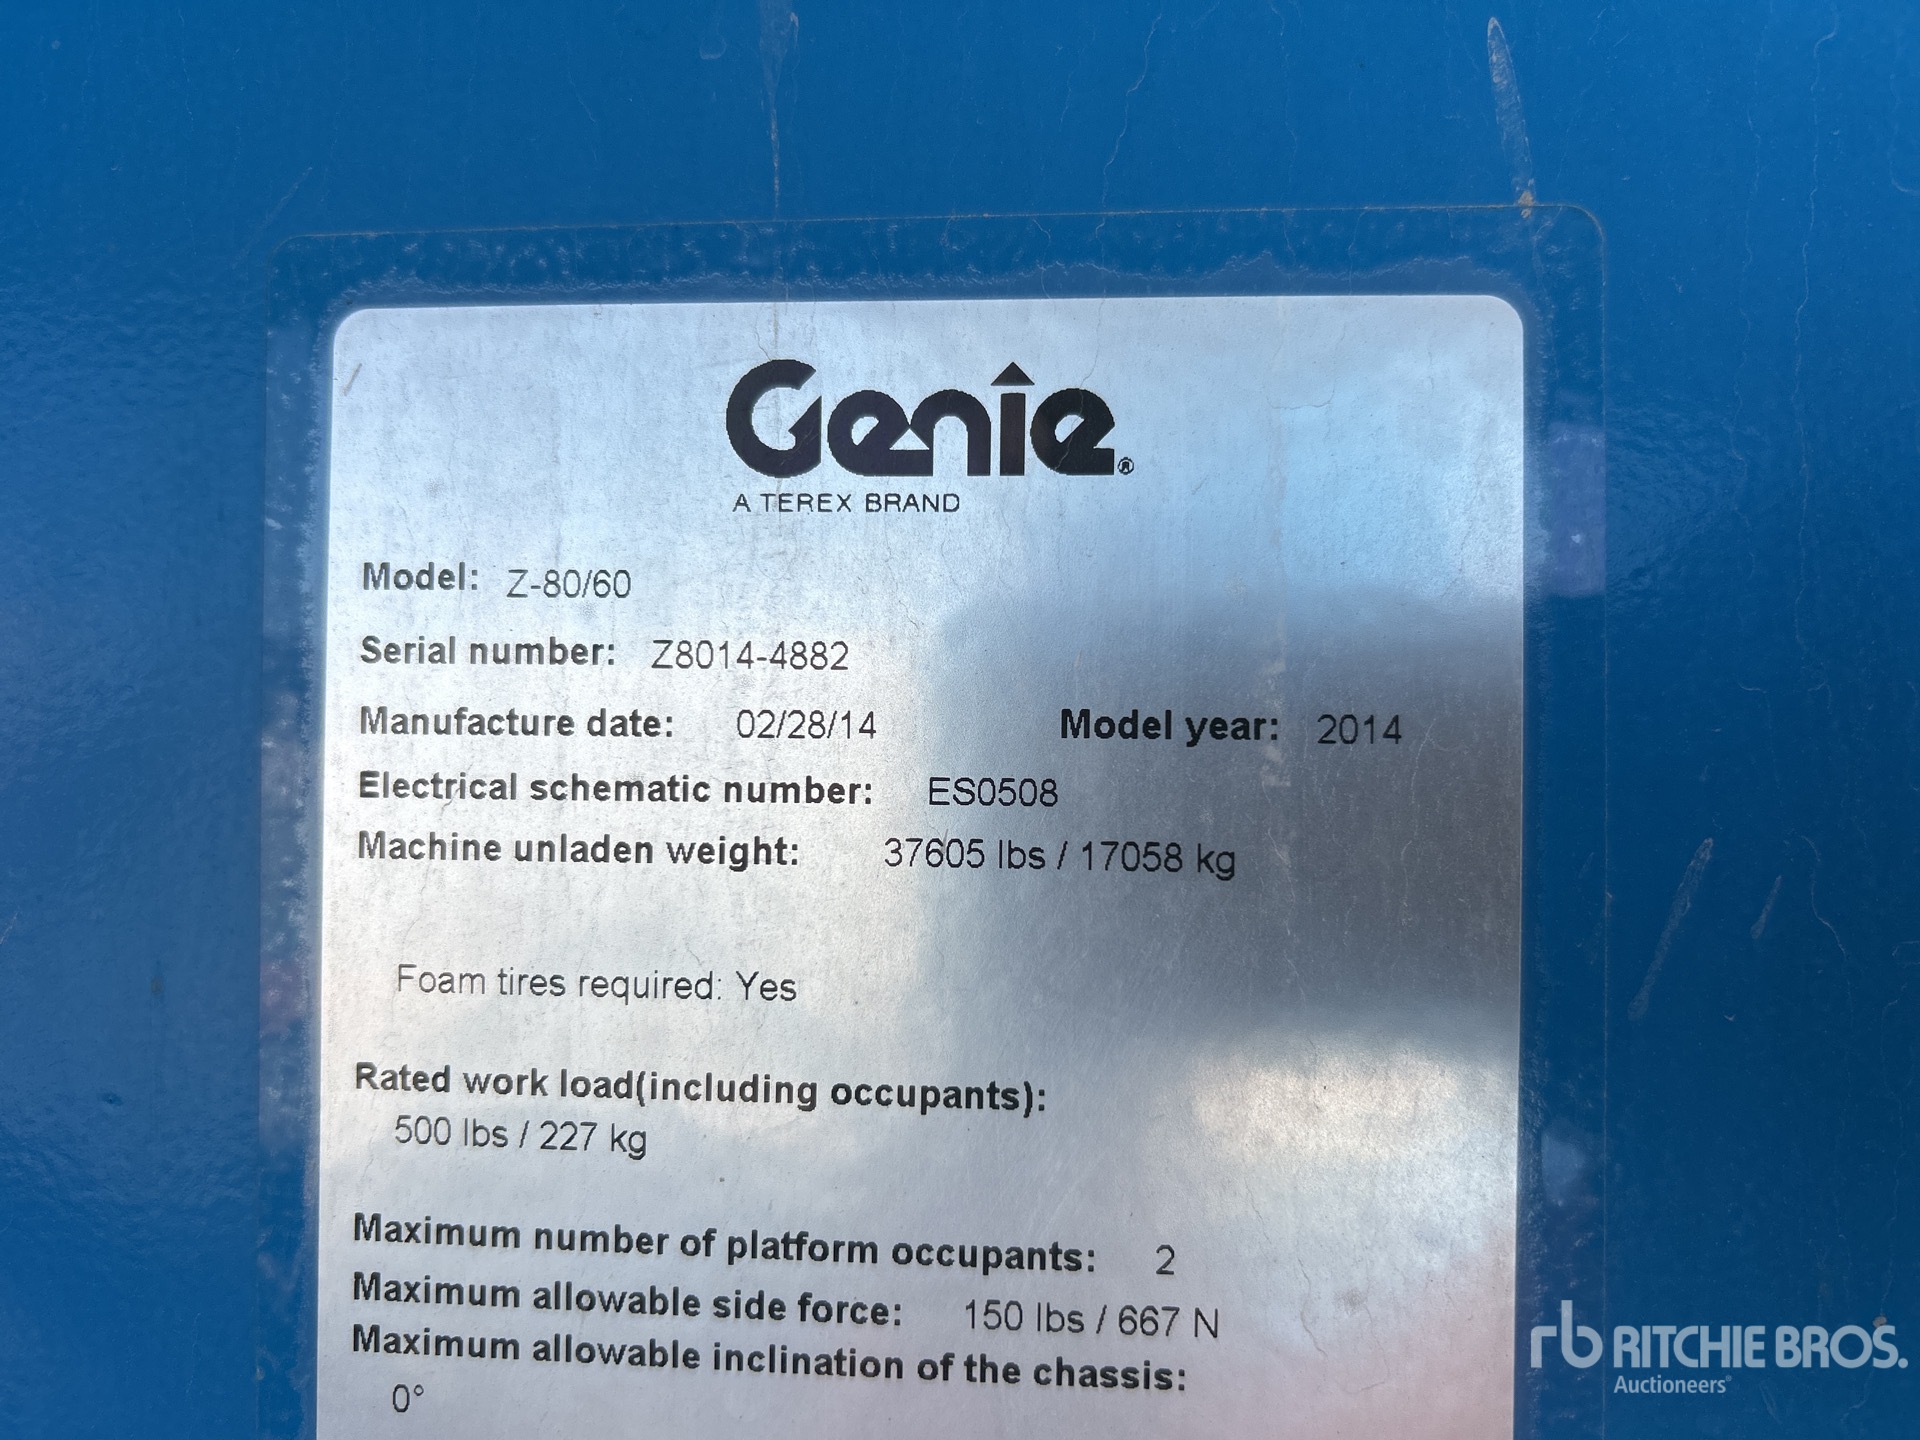 Genie®
A TEREX BRAND
Model: Z-80/60
Serial number: Z8014-4882
Manufacture date: 02/28/14 Model year: 2014
Electrical schematic number: ES0508
Machine unladen weight: 37605 lbs / 17058 kg
Foam tires required: Yes
Rated work load(including occupants):
500 lbs / 227 kg
Maximum number of platform occupants: 2
Maximum allowable side force: 150 lbs / 667 N
Maximum allowable inclination of the chassis:
0°
rb RITCHIE BROS.
Auctioneers®